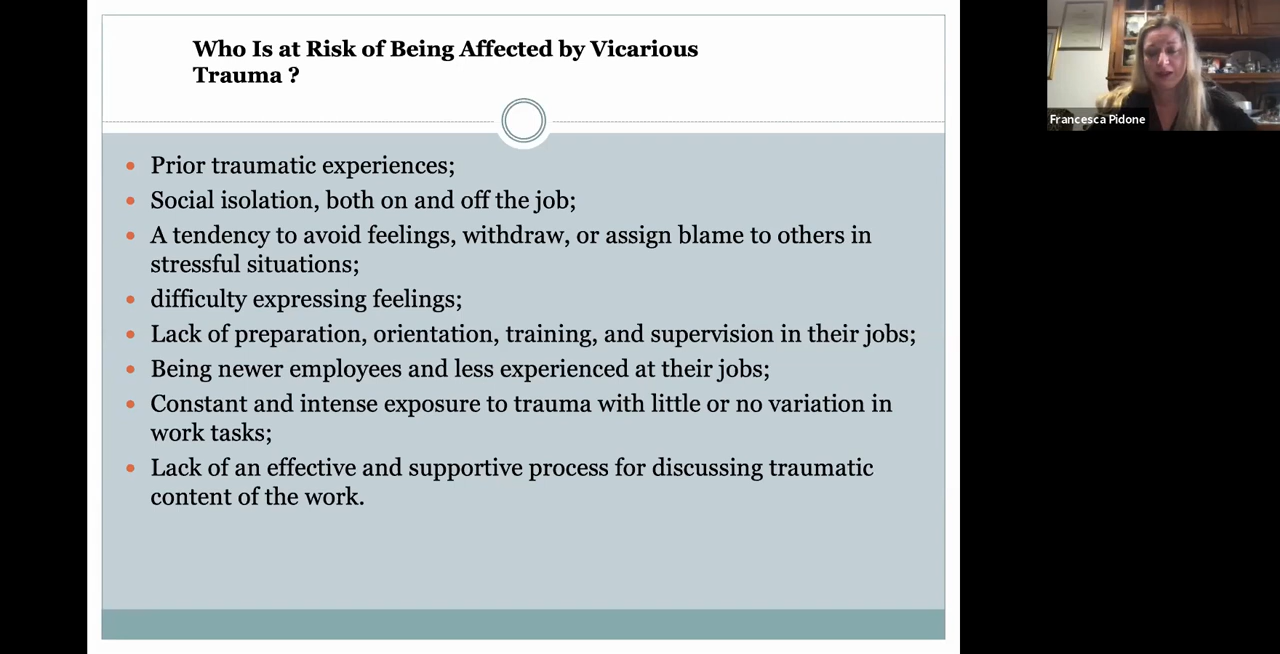 Who Is at Risk of Being Affected by Vicarious
Trauma ?
Francesca Pidone
• Prior traumatic experiences;
• Social isolation, both on and off the job;
• A tendency to avoid feelings, withdraw, or assign blame to others in
stressful situations;
• difficulty expressing feelings;
• Lack of preparation, orientation, training, and supervision in their jobs;
• Being newer employees and less experienced at their jobs;
• Constant and intense exposure to trauma with little or no variation in
work tasks;
• Lack of an effective and supportive process for discussing traumatic
content of the work.